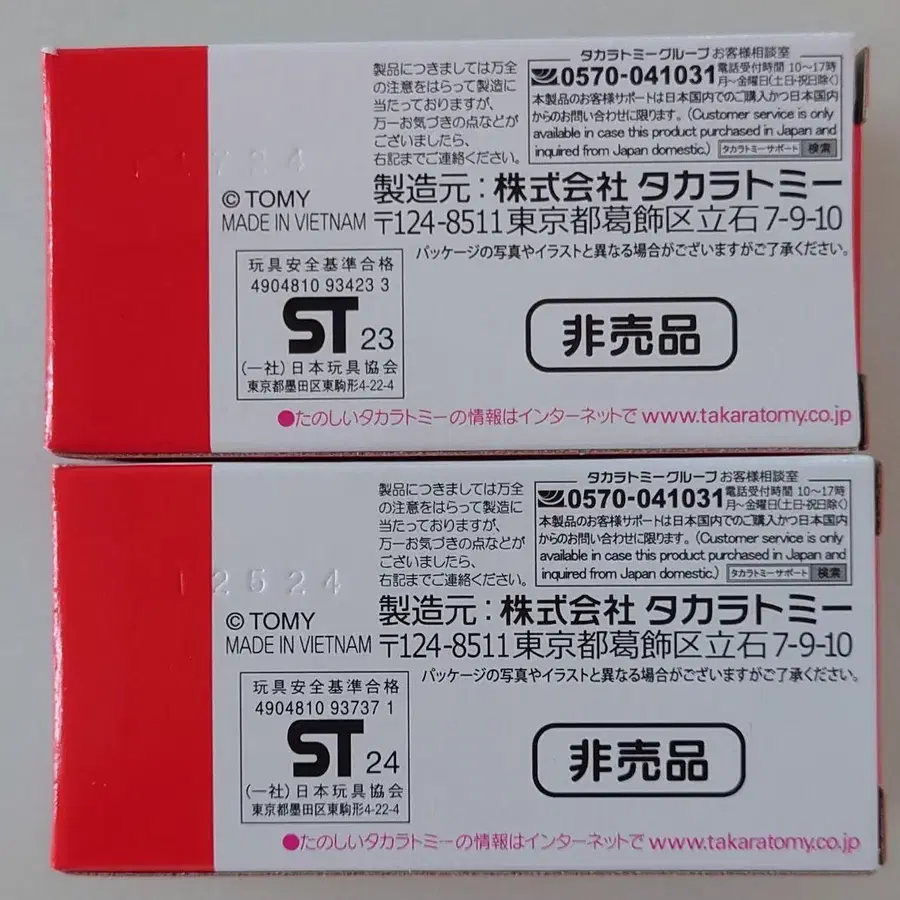 タカラトミーグループ お客様相談室
0570-041031 電話受付時間 10～17時
月～金曜日(土日・祝日除く)
本製品のお客様サポートは日本国内でのご購入かつ日本国内
からのお問い合わせに限ります。(Customer service is only
available in case this product purchased in Japan and
inquired from Japan domestic.) タカラトミーサポート 検索
製品につきましては万全
の注意をはらって製造に
当たっておりますが、
万一お気づきの点などが
ございましたら、
右記までご連絡ください。
© TOMY
MADE IN VIETNAM
製造元：株式会社 タカラトミー
〒124-8511 東京都葛飾区立石 7-9-10
パッケージの写真やイラストと異なる場合がございますがご了承ください。
玩具安全基準合格
4904810 93423 3
ST 23
(一社)日本玩具協会
東京都墨田区東駒形4-22-4
非売品
●たのしいタカラトミーの情報はインターネットで www.takaratomy.co.jp
タカラトミーグループ お客様相談室
0570-041031 電話受付時間 10～17時
月～金曜日(土日・祝日除く)
本製品のお客様サポートは日本国内でのご購入かつ日本国内
からのお問い合わせに限ります。(Customer service is only
available in case this product purchased in Japan and
inquired from Japan domestic.) タカラトミーサポート 検索
製品につきましては万全
の注意をはらって製造に
当たっておりますが、
万一お気づきの点などが
ございましたら、
右記までご連絡ください。
12524
© TOMY
MADE IN VIETNAM
製造元：株式会社 タカラトミー
〒124-8511 東京都葛飾区立石 7-9-10
パッケージの写真やイラストと異なる場合がございますがご了承ください。
玩具安全基準合格
4904810 93737 1
ST 24
(一社)日本玩具協会
東京都墨田区東駒形4-22-4
非売品
●たのしいタカラトミーの情報はインターネットで www.takaratomy.co.jp